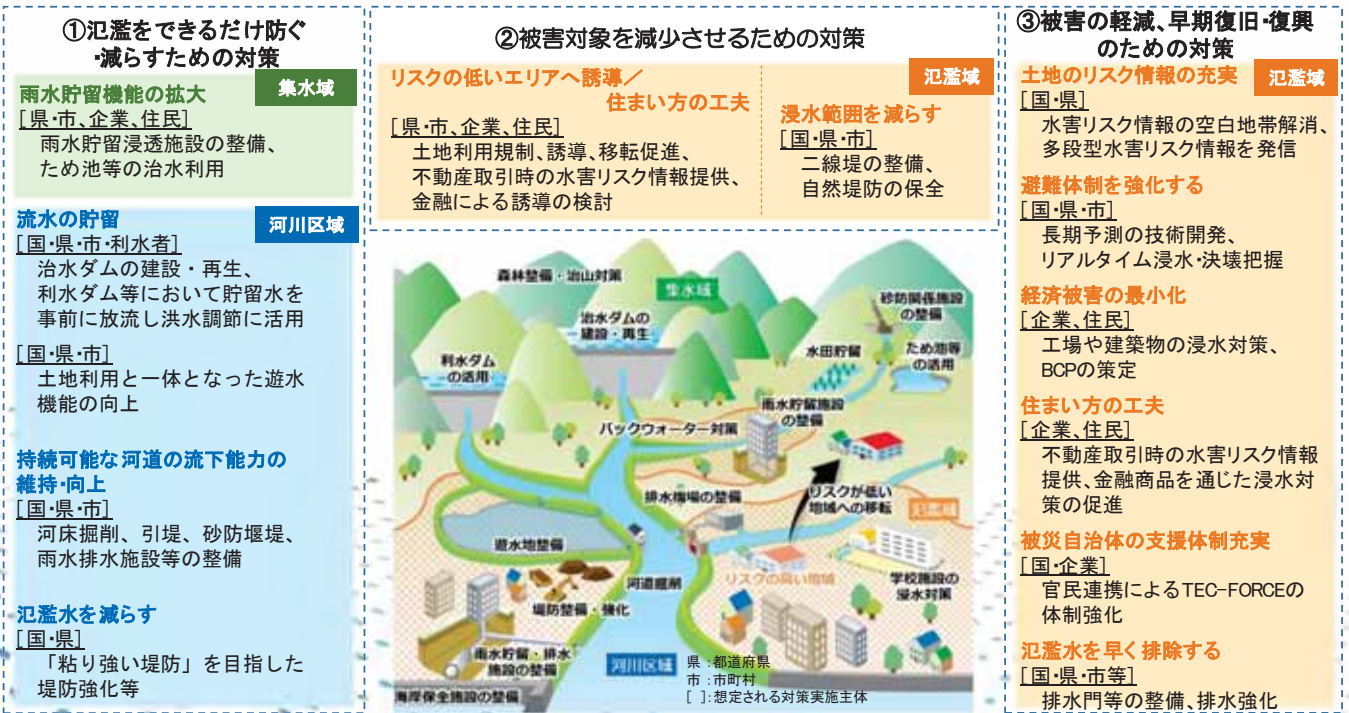 ①氾濫をできるだけ防ぐ
・減らすための対策
集水域
雨水貯留機能の拡大
[県・市、企業、住民]
雨水貯留浸透施設の整備、
ため池等の治水利用
河川区域
流水の貯留
[国・県・市・利水者]
治水ダムの建設・再生、
利水ダム等において貯留水を
事前に放流し洪水調節に活用
[国・県・市]
土地利用と一体となった遊水
機能の向上
持続可能な河道の流下能力の
維持・向上
[国・県・市]
河床掘削、引堤、砂防堰堤、
雨水排水施設等の整備
氾濫水を減らす
[国・県]
「粘り強い堤防」を目指した
堤防強化等
②被害対象を減少させるための対策
リスクの低いエリアへ誘導／
住まい方の工夫
[県・市、企業、住民]
土地利用規制、誘導、移転促進、
不動産取引時の水害リスク情報提供、
金融による誘導の検討
氾濫域
浸水範囲を減らす
[国・県・市]
二線堤の整備、
自然堤防の保全
森林整備・治山対策
集水域
治水ダムの
建設・再生
砂防関係施設
の整備
利水ダム
の活用
水田貯留
ため池等
の活用
雨水貯留施設
の整備
バックウォーター対策
排水機場の整備
リスクが低い
地域への移転
氾濫域
遊水地整備
河道掘削
リスクの高い地域
学校施設の
浸水対策
堤防整備・強化
雨水貯留・排水
施設の整備
河川区域
海岸保全施設の整備
県：都道府県
市：市町村
[ ]：想定される対策実施主体
③被害の軽減、早期復旧・復興
のための対策
氾濫域
土地のリスク情報の充実
[国・県]
水害リスク情報の空白地帯解消、
多段型水害リスク情報を発信
避難体制を強化する
[国・県・市]
長期予測の技術開発、
リアルタイム浸水・決壊把握
経済被害の最小化
[企業、住民]
工場や建築物の浸水対策、
BCPの策定
住まい方の工夫
[企業、住民]
不動産取引時の水害リスク情報
提供、金融商品を通じた浸水対
策の促進
被災自治体の支援体制充実
[国・企業]
官民連携によるTEC-FORCEの
体制強化
氾濫水を早く排除する
[国・県・市等]
排水門等の整備、排水強化